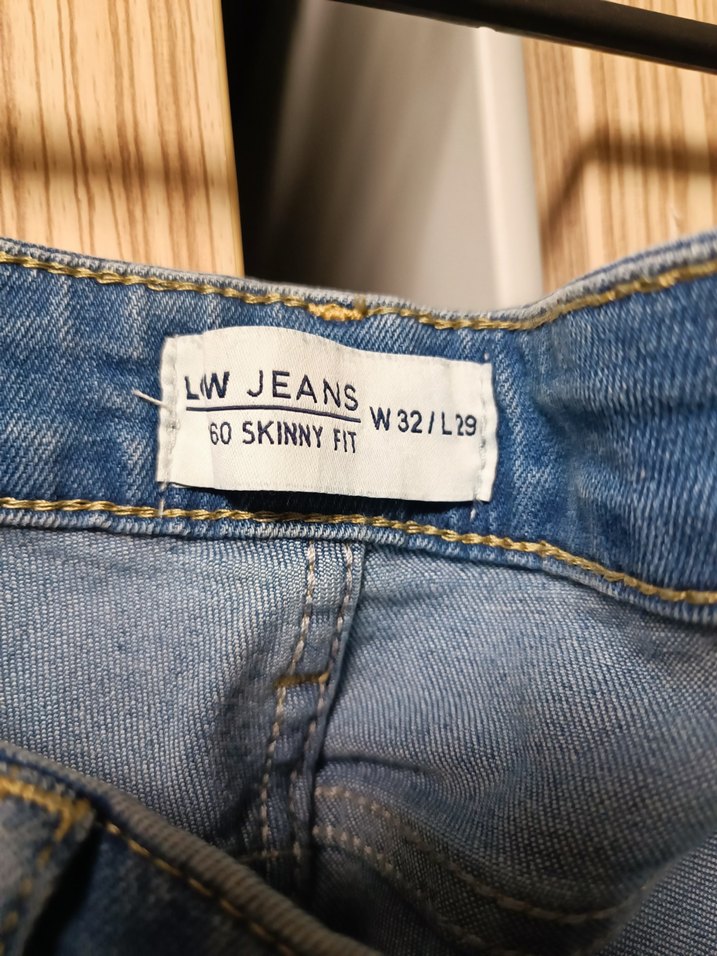 LCW JEANS
60 SKINNY FIT
W 32 / L 29